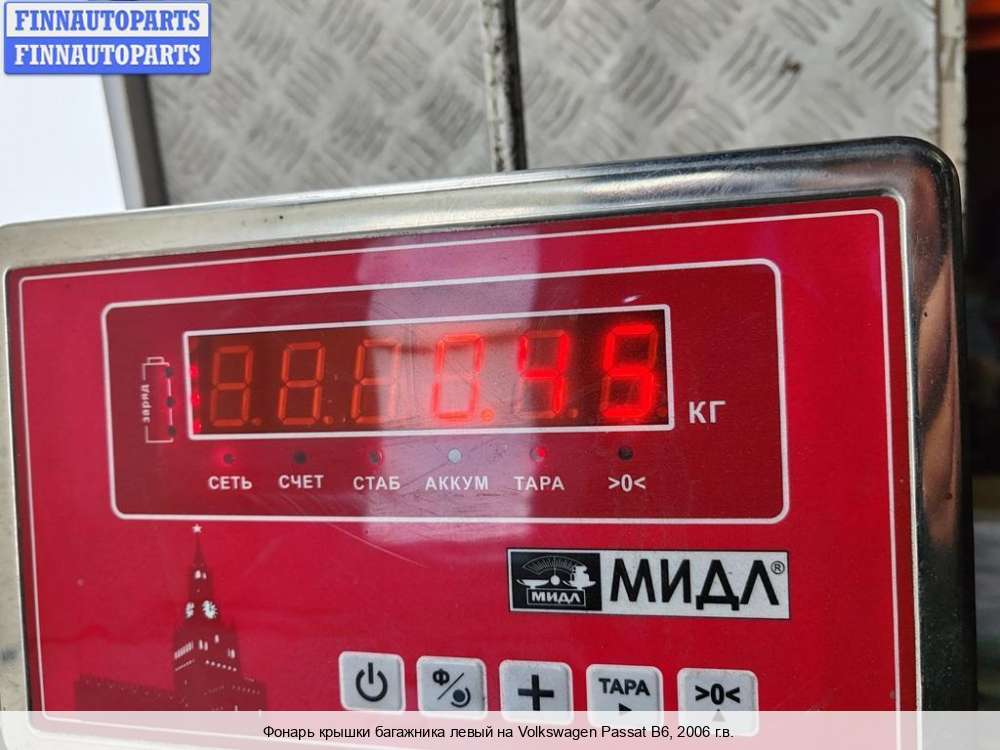 FINNAUTOPARTS
FINNAUTOPARTS
заряд
0.45
КГ
СЕТЬ СЧЕТ СТАБ АККУМ ТАРА >0<
МИДЛ МИДЛ®
Ф/ + ТАРА >0<
Фонарь крышки багажника левый на Volkswagen Passat B6, 2006 г.в.